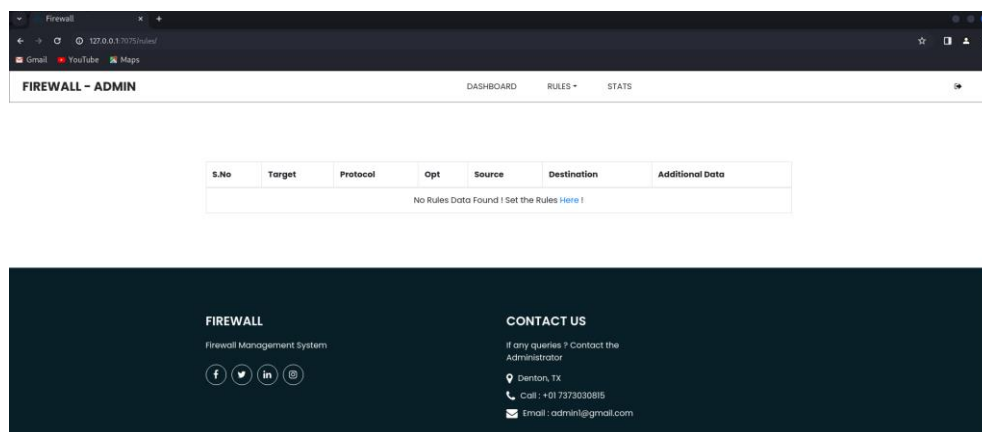 Firewall
127.0.0.1:7075/rules/
Gmail YouTube Maps
FIREWALL - ADMIN DASHBOARD RULES STATS
S.No Target Protocol Opt Source Destination Additional Data
No Rules Data Found ! Set the Rules Here !
FIREWALL
Firewall Management System
CONTACT US
If any queries ? Contact the
Administrator
Denton, TX
Call : +01 7373030815
Email : admin1@gmail.com